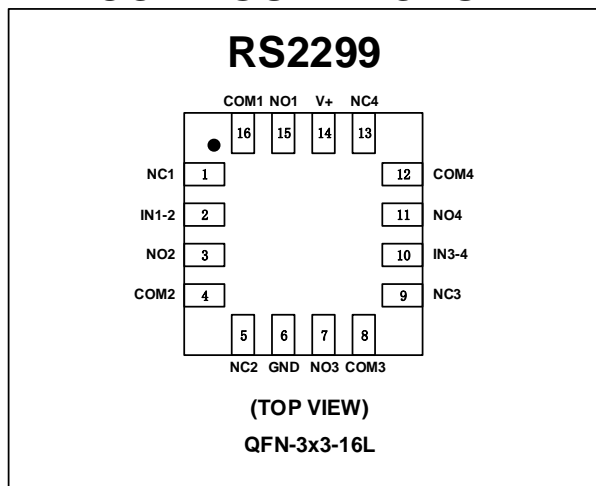 RS2299
COM1 NO1 V+ NC4
16 15 14 13
NC1 1 12 COM4
IN1-2 2 11 NO4
NO2 3 10 IN3-4
COM2 4 9 NC3
5 6 7 8
NC2 GND NO3 COM3
(TOP VIEW)
QFN-3x3-16L